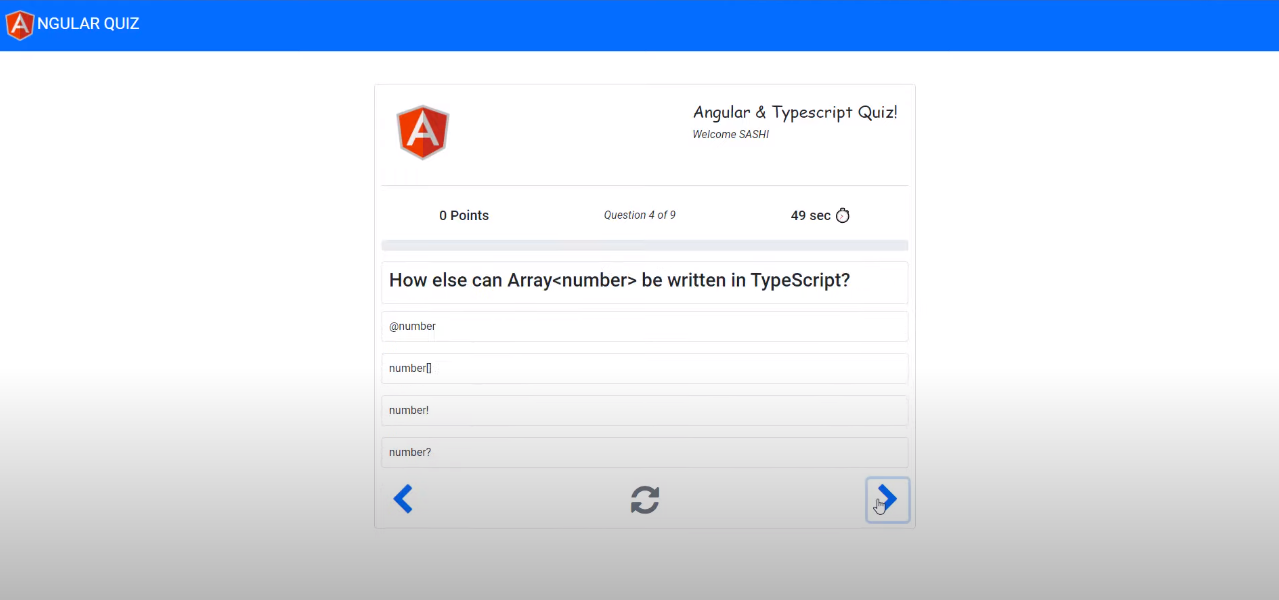 NGULAR QUIZ
Angular & Typescript Quiz!
Welcome SASHI
0 Points
Question 4 of 9
49 sec
How else can Array<number> be written in TypeScript?
@number
number[]
number!
number?